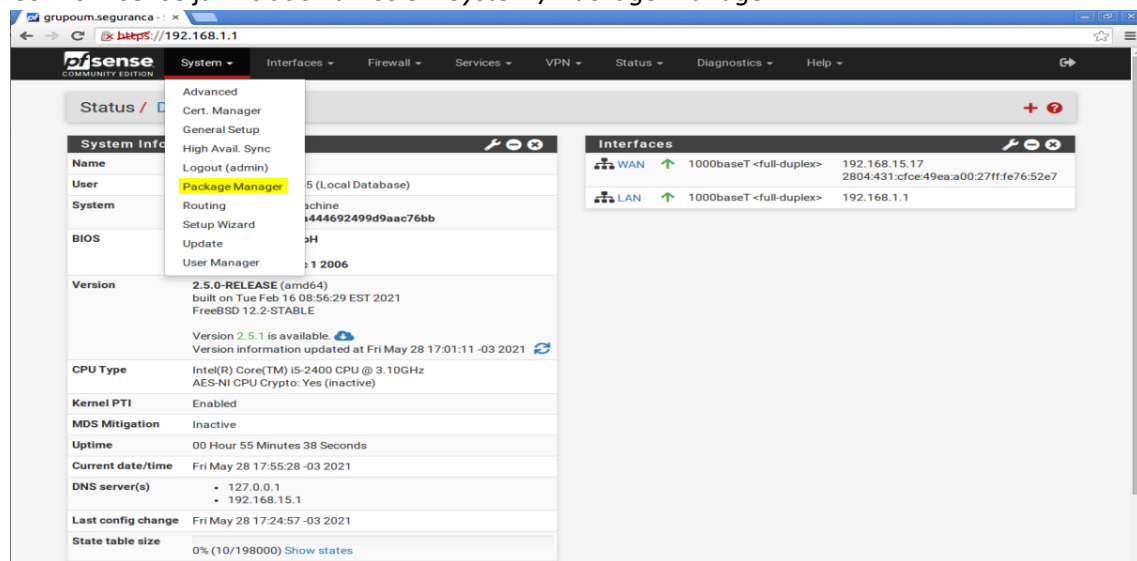 grupoum.seguranca -
https://192.168.1.1
pfsense
COMMUNITY EDITION
System
Interfaces
Firewall
Services
VPN
Status
Diagnostics
Help
Advanced
Cert. Manager
General Setup
High Avail. Sync
Logout (admin)
Package Manager
Routing
Setup Wizard
Update
User Manager
Status / D
System Info
Name
User 5 (Local Database)
System achine
a444692499d9aac76bb
BIOS oH
c 1 2006
Version 2.5.0-RELEASE (amd64)
built on Tue Feb 16 08:56:29 EST 2021
FreeBSD 12.2-STABLE
Version 2.5.1 is available.
Version information updated at Fri May 28 17:01:11 -03 2021
CPU Type Intel(R) Core(TM) i5-2400 CPU @ 3.10GHz
AES-NI CPU Crypto: Yes (inactive)
Kernel PTI Enabled
MDS Mitigation Inactive
Uptime 00 Hour 55 Minutes 38 Seconds
Current date/time Fri May 28 17:55:28 -03 2021
DNS server(s) • 127.0.0.1
• 192.168.15.1
Last config change Fri May 28 17:24:57 -03 2021
State table size
0% (10/198000) Show states
Interfaces
WAN 1000baseT <full-duplex> 192.168.15.17
2804:431:cfce:49ea:a00:27ff:fe76:52e7
LAN 1000baseT <full-duplex> 192.168.1.1